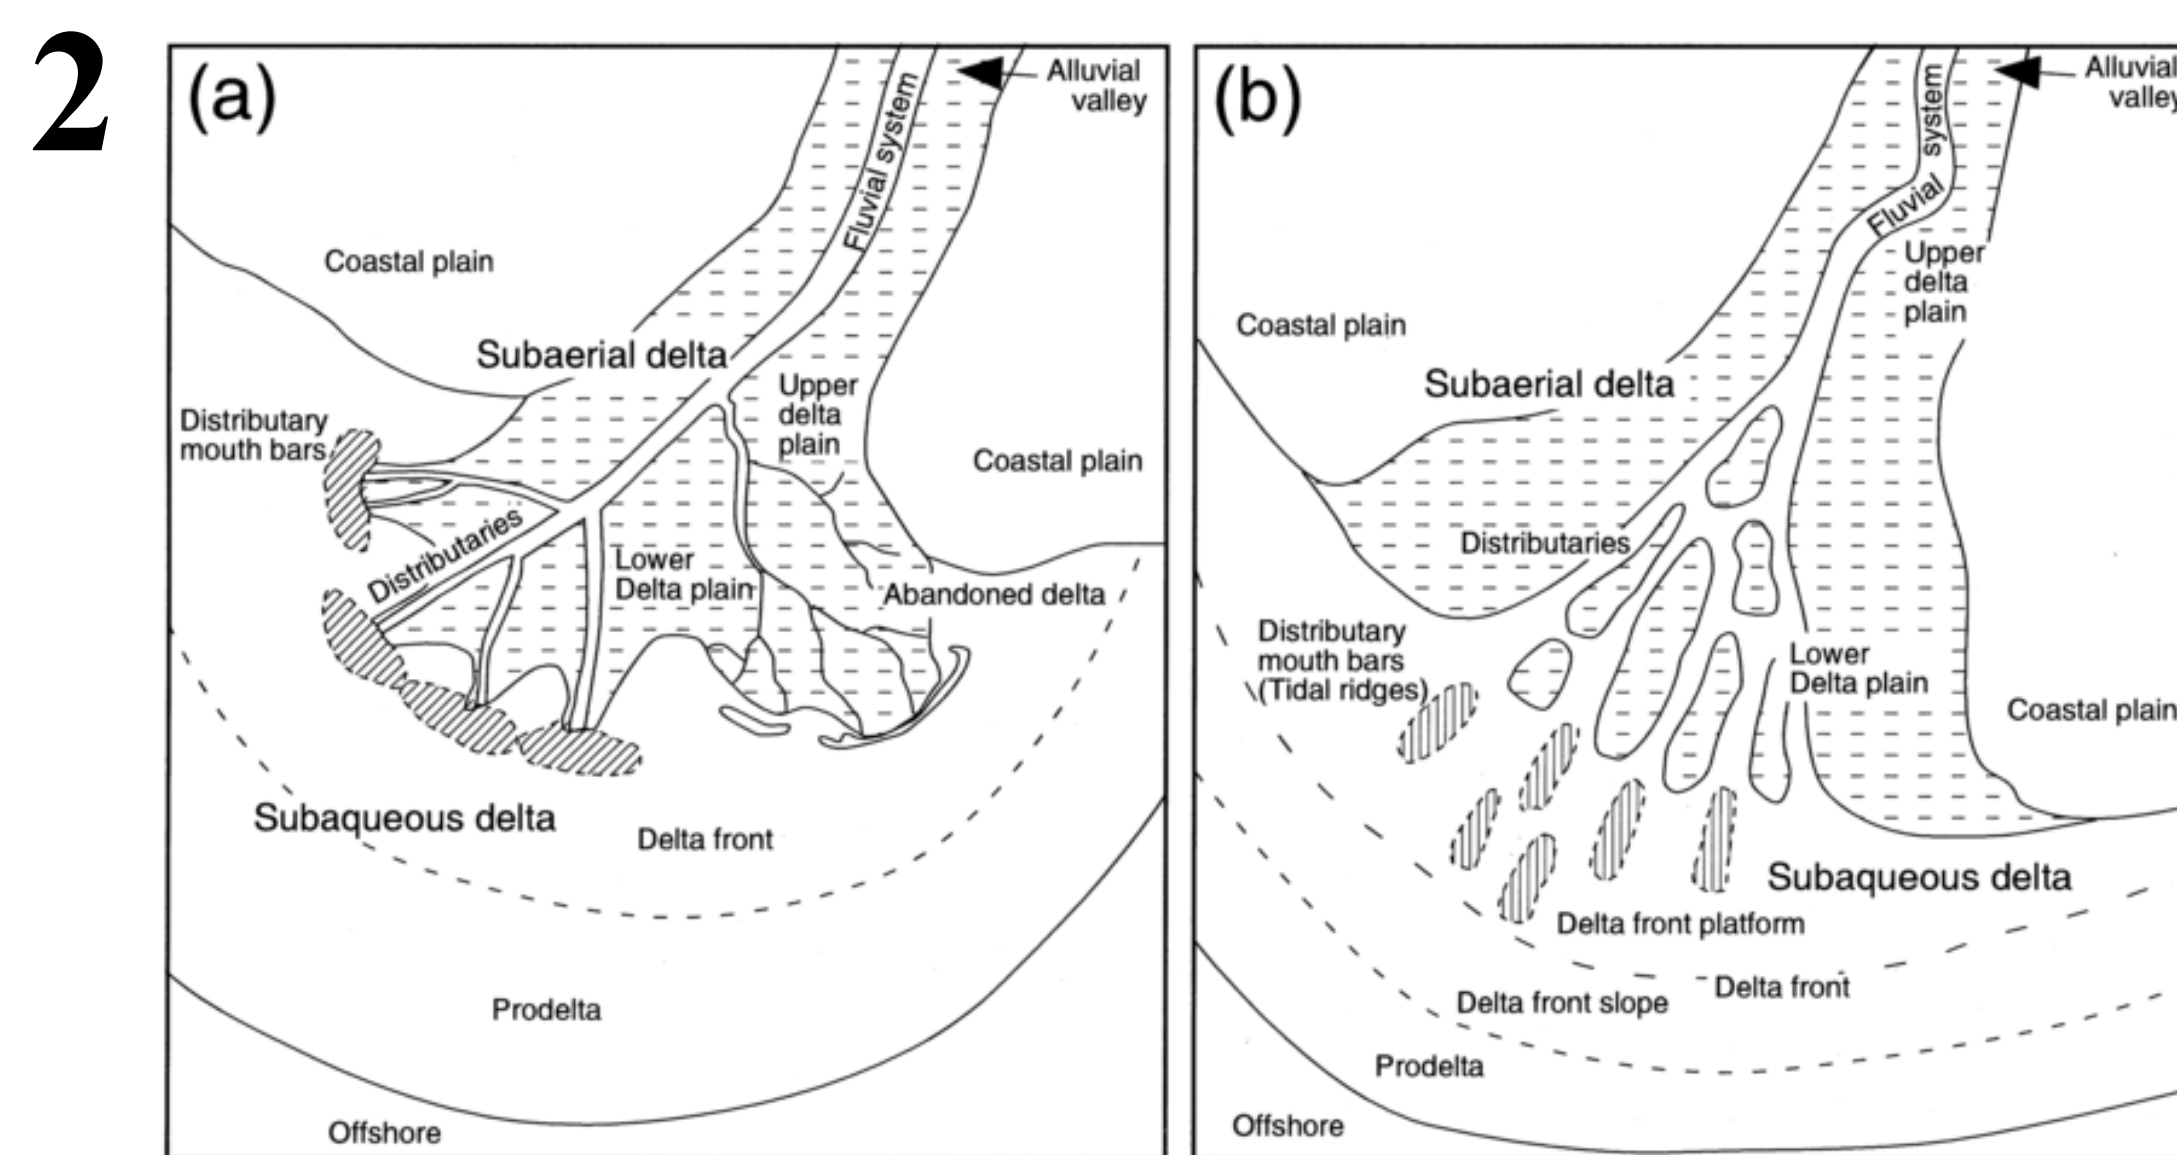 2
(a)
Alluvial
valley
Fluvial system
Coastal plain
Subaerial delta
Upper
delta
plain
Distributary
mouth bars
Coastal plain
Distributaries
Lower
Delta plain
Abandoned delta
Subaqueous delta
Delta front
Prodelta
Offshore
(b)
Alluvial
valley
system
Fluvial
Upper
delta
plain
Coastal plain
Subaerial delta
Distributaries
Distributary
mouth bars
(Tidal ridges)
Lower
Delta plain
Coastal plain
Subaqueous delta
Delta front platform
Delta front
Delta front slope
Prodelta
Offshore